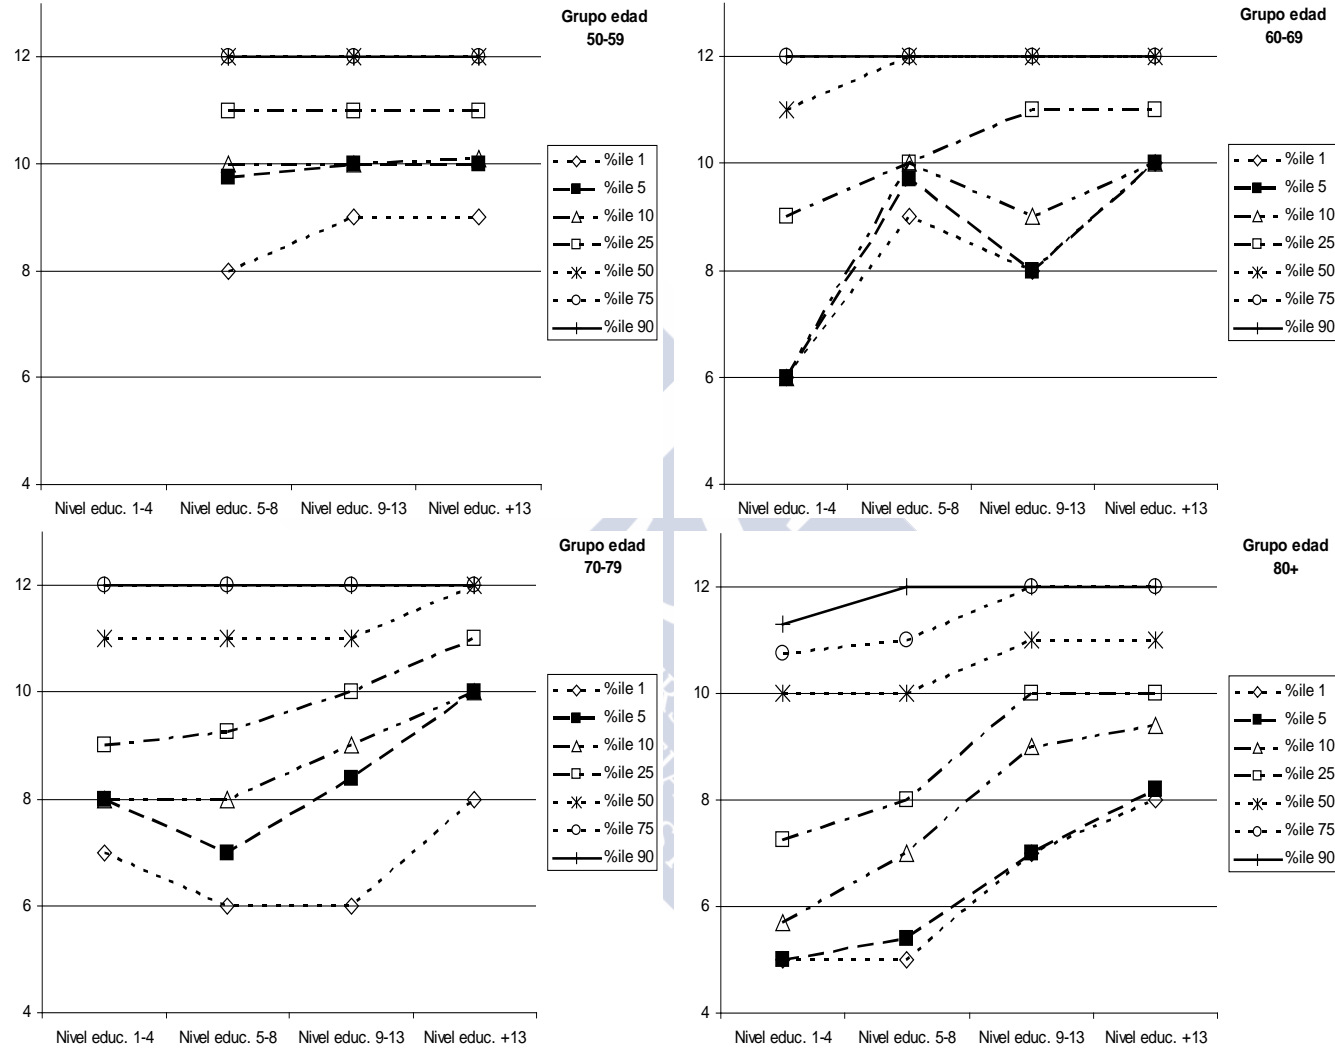 Grupo edad
50-59
12
10
8
6
4
%ile 1
%ile 5
%ile 10
%ile 25
%ile 50
%ile 75
%ile 90
Nivel educ. 1-4
Nivel educ. 5-8
Nivel educ. 9-13
Nivel educ. +13
Grupo edad
60-69
12
10
8
6
4
%ile 1
%ile 5
%ile 10
%ile 25
%ile 50
%ile 75
%ile 90
Nivel educ. 1-4
Nivel educ. 5-8
Nivel educ. 9-13
Nivel educ. +13
Grupo edad
70-79
12
10
8
6
4
%ile 1
%ile 5
%ile 10
%ile 25
%ile 50
%ile 75
%ile 90
Nivel educ. 1-4
Nivel educ. 5-8
Nivel educ. 9-13
Nivel educ. +13
Grupo edad
80+
12
10
8
6
4
%ile 1
%ile 5
%ile 10
%ile 25
%ile 50
%ile 75
%ile 90
Nivel educ. 1-4
Nivel educ. 5-8
Nivel educ. 9-13
Nivel educ. +13